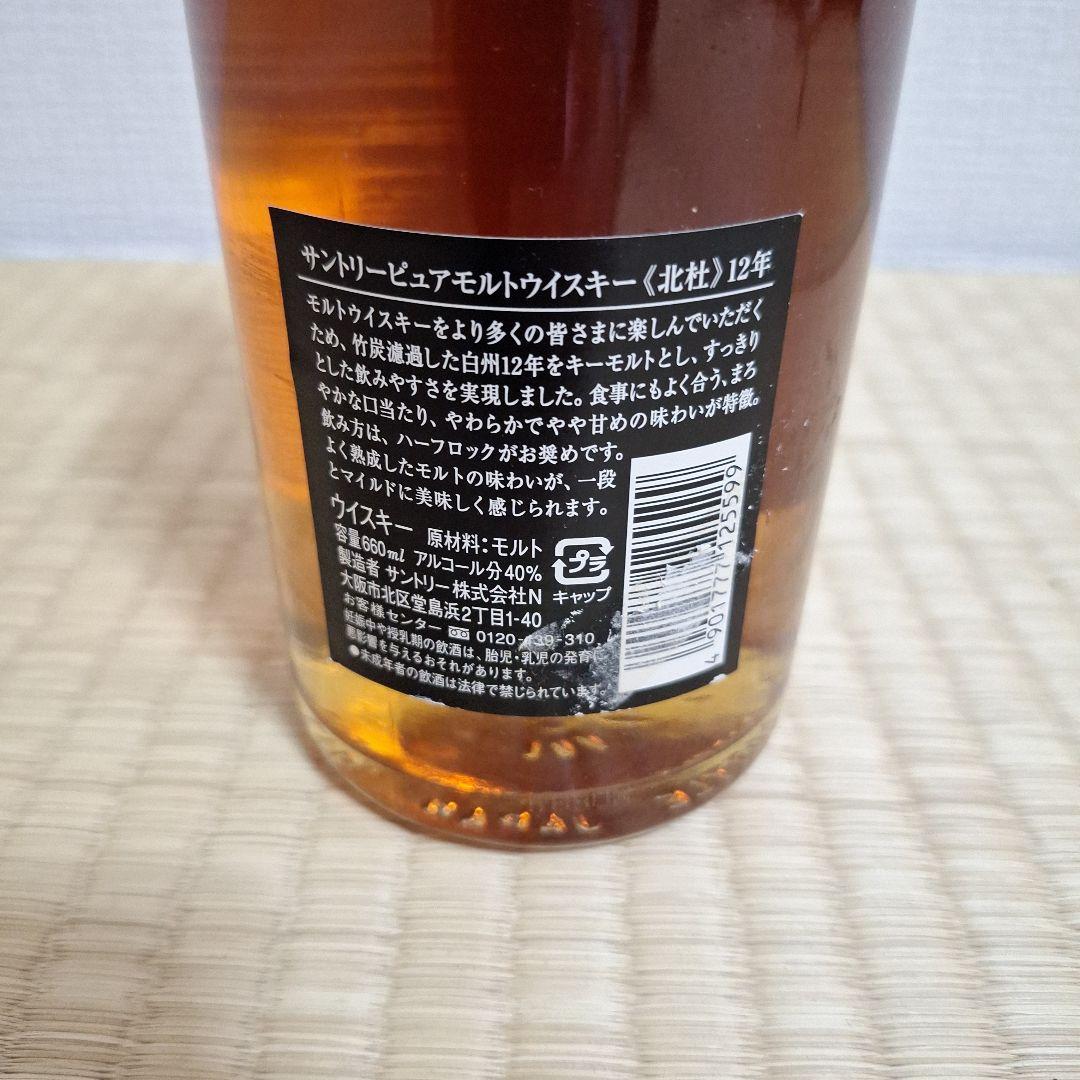 サントリーピュアモルトウイスキー《北杜》12年
モルトウイスキーをより多くの皆さまに楽しんでいただく
ため、竹炭濾過した白州12年をキーモルトとし、すっきり
とした飲みやすさを実現しました。食事にもよく合う、まろ
やかな口当たり、やわらかでやや甘めの味わいが特徴。
飲み方は、ハーフロックがお奨めです。
よく熟成したモルトの味わいが、一段
とマイルドに美味しく感じられます。
ウイスキー 原材料：モルト
容量660ml アルコール分40%
製造者 サントリー株式会社N
大阪市北区堂島浜2丁目1-40
お客様センター 0120-139-310
妊娠中や授乳期の飲酒は、胎児・乳児の発育に
悪影響を与えるおそれがあります。
●未成年者の飲酒は法律で禁じられています。
プラ
キャップ
4 901777 125599